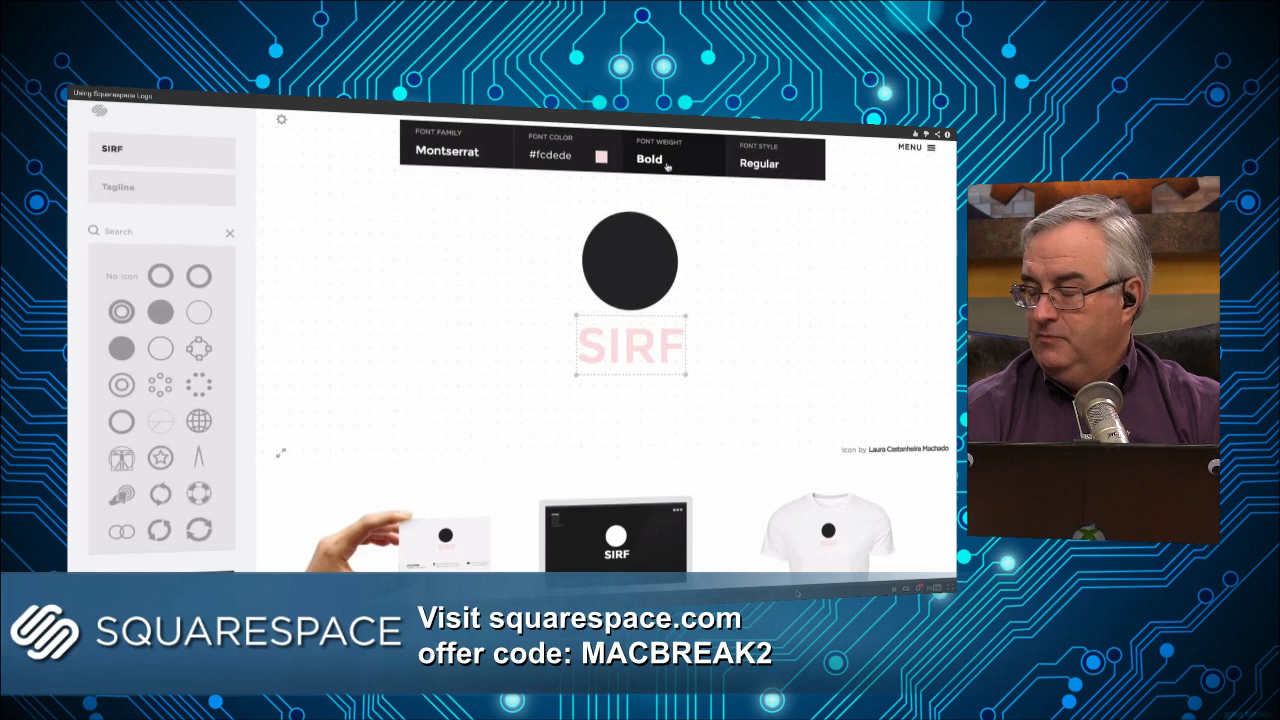 Using Squarespace Logo
SIRF
Tagline
Search
No Icon
FONT FAMILY
Montserrat
FONT COLOR
#fcdede
FONT WEIGHT
Bold
FONT STYLE
Regular
MENU
SIRF
Icon by Laura Castanheira Machado
SIRF
SQUARESPACE
Visit squarespace.com
offer code: MACBREAK2